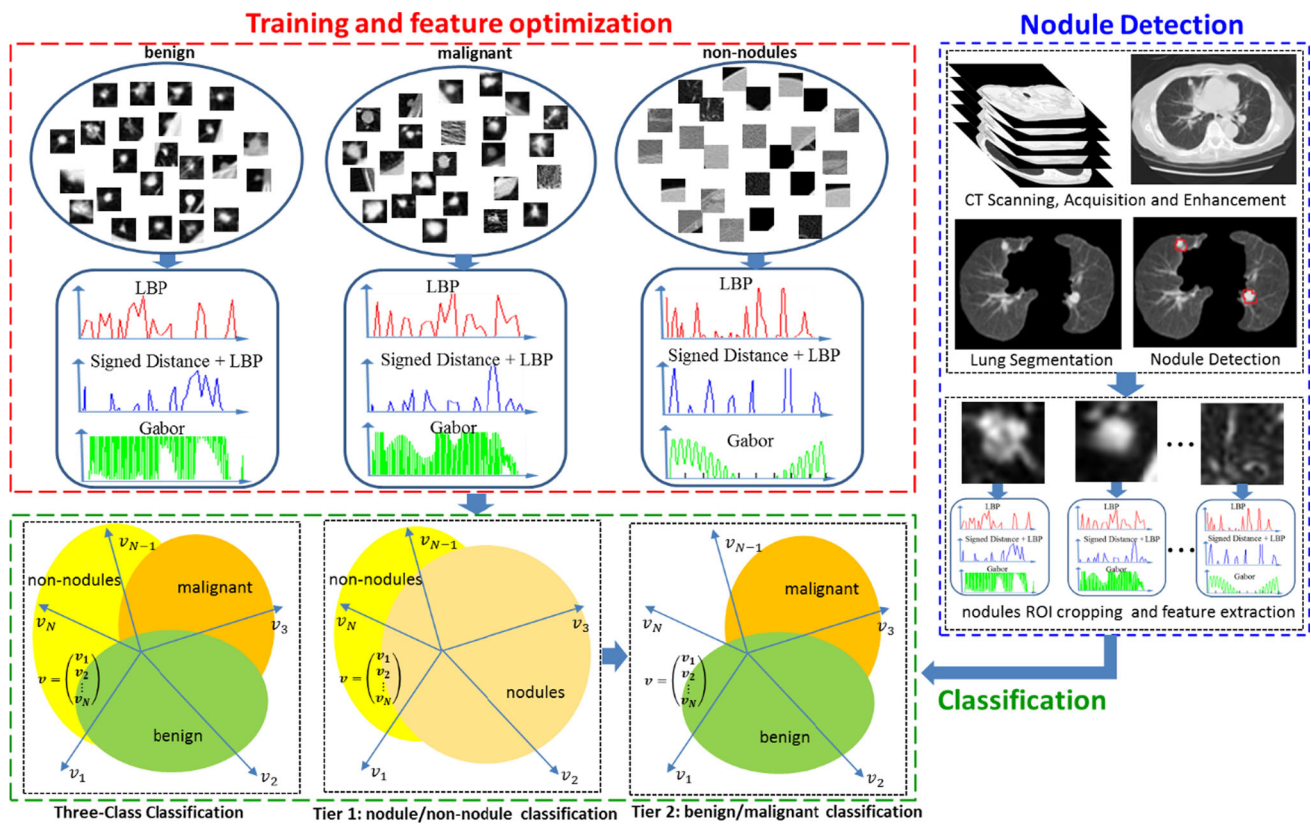 Training and feature optimization
benign
malignant
non-nodules
LBP
Signed Distance + LBP
Gabor
LBP
Signed Distance + LBP
Gabor
LBP
Signed Distance + LBP
Gabor
Nodule Detection
CT Scanning, Acquisition and Enhancement
Lung Segmentation
Nodule Detection
LBP
Signed Distance + LBP
Gabor
LBP
Signed Distance + LBP
Gabor
LBP
Signed Distance + LBP
Gabor
nodules ROI cropping and feature extraction
Classification
non-nodules
malignant
benign
v_{N-1}
v_N
v_3
v = (v_1 v_2 ⋮ v_N)
v_1
v_2
Three-Class Classification
non-nodules
nodules
v_{N-1}
v_N
v_3
v = (v_1 v_2 ⋮ v_N)
v_1
v_2
Tier 1: nodule/non-nodule classification
malignant
benign
v_{N-1}
v_N
v_3
v = (v_1 v_2 ⋮ v_N)
v_1
v_2
Tier 2: benign/malignant classification